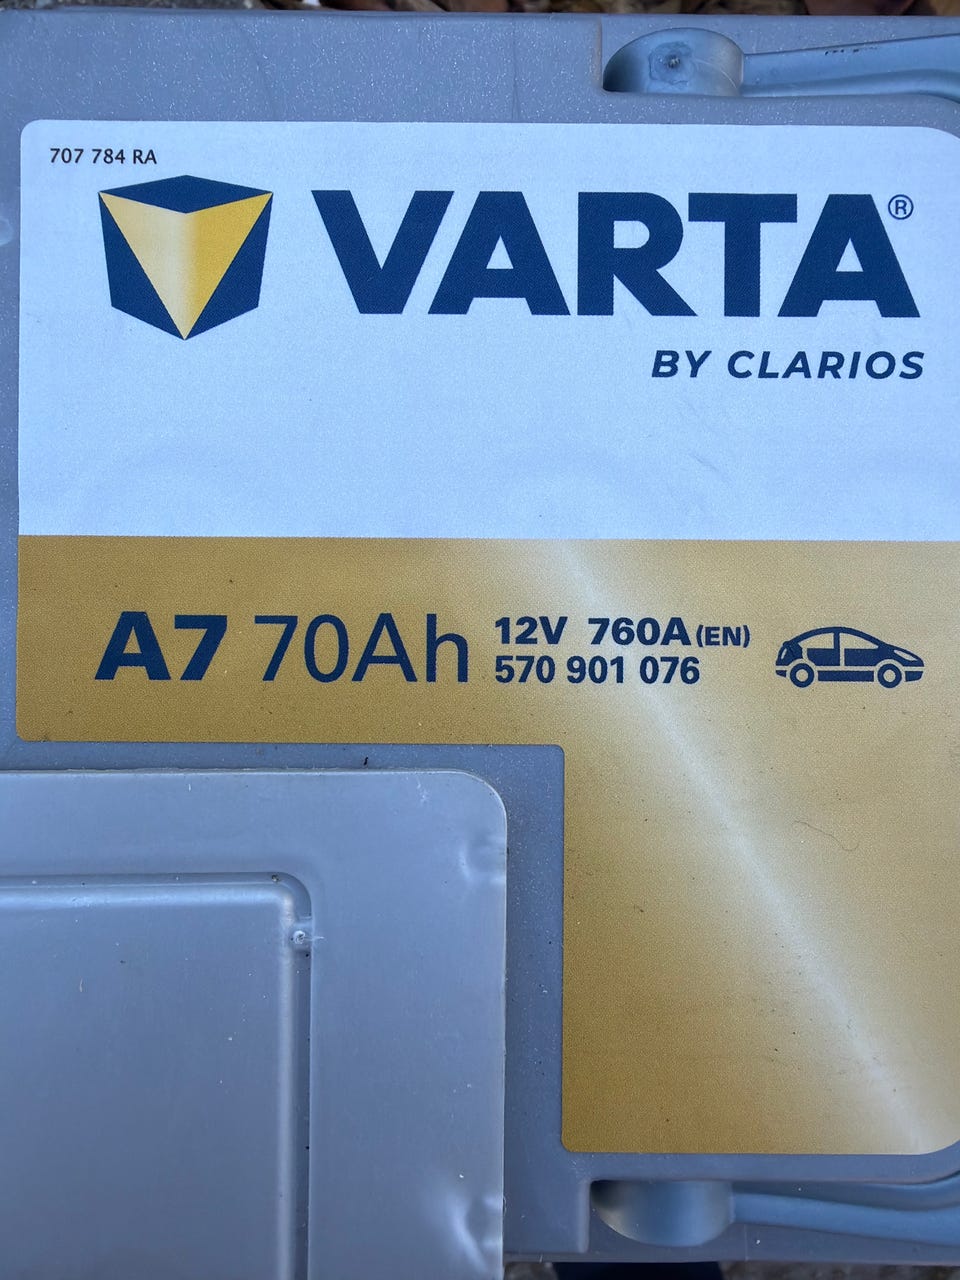 707 784 RA
VARTA®
BY CLARIOS
A7 70Ah 12V 760A (EN)
570 901 076